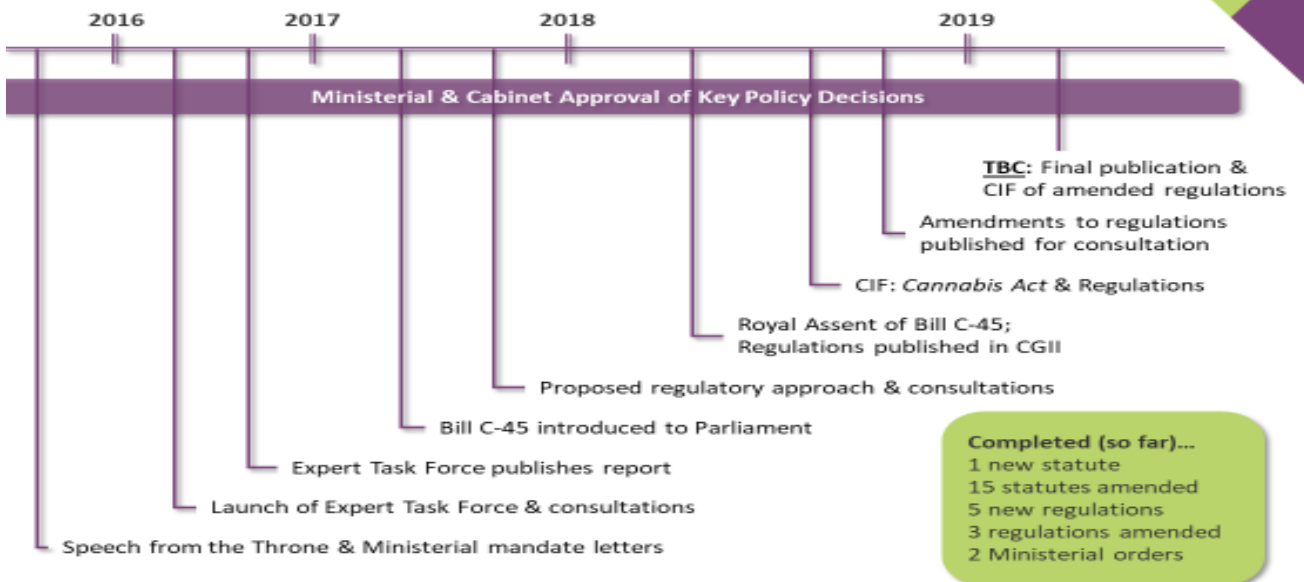 2016 2017 2018 2019
Ministerial & Cabinet Approval of Key Policy Decisions
TBC: Final publication &
CIF of amended regulations
Amendments to regulations
published for consultation
CIF: Cannabis Act & Regulations
Royal Assent of Bill C-45;
Regulations published in CGII
Proposed regulatory approach & consultations
Bill C-45 introduced to Parliament
Expert Task Force publishes report
Launch of Expert Task Force & consultations
Speech from the Throne & Ministerial mandate letters
Completed (so far)...
1 new statute
15 statutes amended
5 new regulations
3 regulations amended
2 Ministerial orders